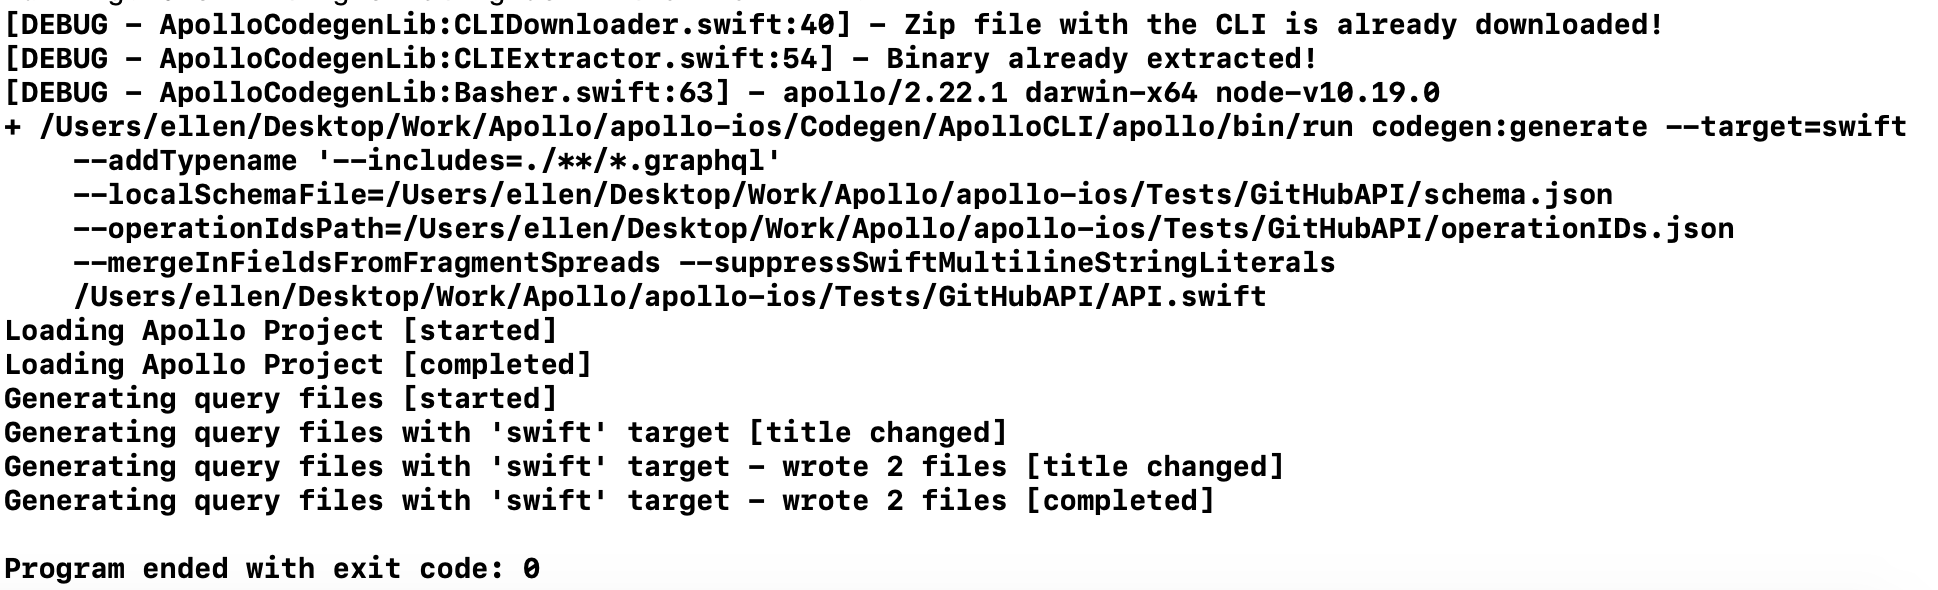 [DEBUG - ApolloCodegenLib:CLIDownloader.swift:40] - Zip file with the CLI is already downloaded!
[DEBUG - ApolloCodegenLib:CLIExtractor.swift:54] - Binary already extracted!
[DEBUG - ApolloCodegenLib:Basher.swift:63] - apollo/2.22.1 darwin-x64 node-v10.19.0
+ /Users/ellen/Desktop/Work/Apollo/apollo-ios/Codegen/ApolloCLI/apollo/bin/run codegen:generate --target=swift
--addTypename '--includes=./**/*.graphql'
--localSchemaFile=/Users/ellen/Desktop/Work/Apollo/apollo-ios/Tests/GitHubAPI/schema.json
--operationIdsPath=/Users/ellen/Desktop/Work/Apollo/apollo-ios/Tests/GitHubAPI/operationIDs.json
--mergeInFieldsFromFragmentSpreads --suppressSwiftMultilineStringLiterals
/Users/ellen/Desktop/Work/Apollo/apollo-ios/Tests/GitHubAPI/API.swift
Loading Apollo Project [started]
Loading Apollo Project [completed]
Generating query files [started]
Generating query files with 'swift' target [title changed]
Generating query files with 'swift' target - wrote 2 files [title changed]
Generating query files with 'swift' target - wrote 2 files [completed]
Program ended with exit code: 0